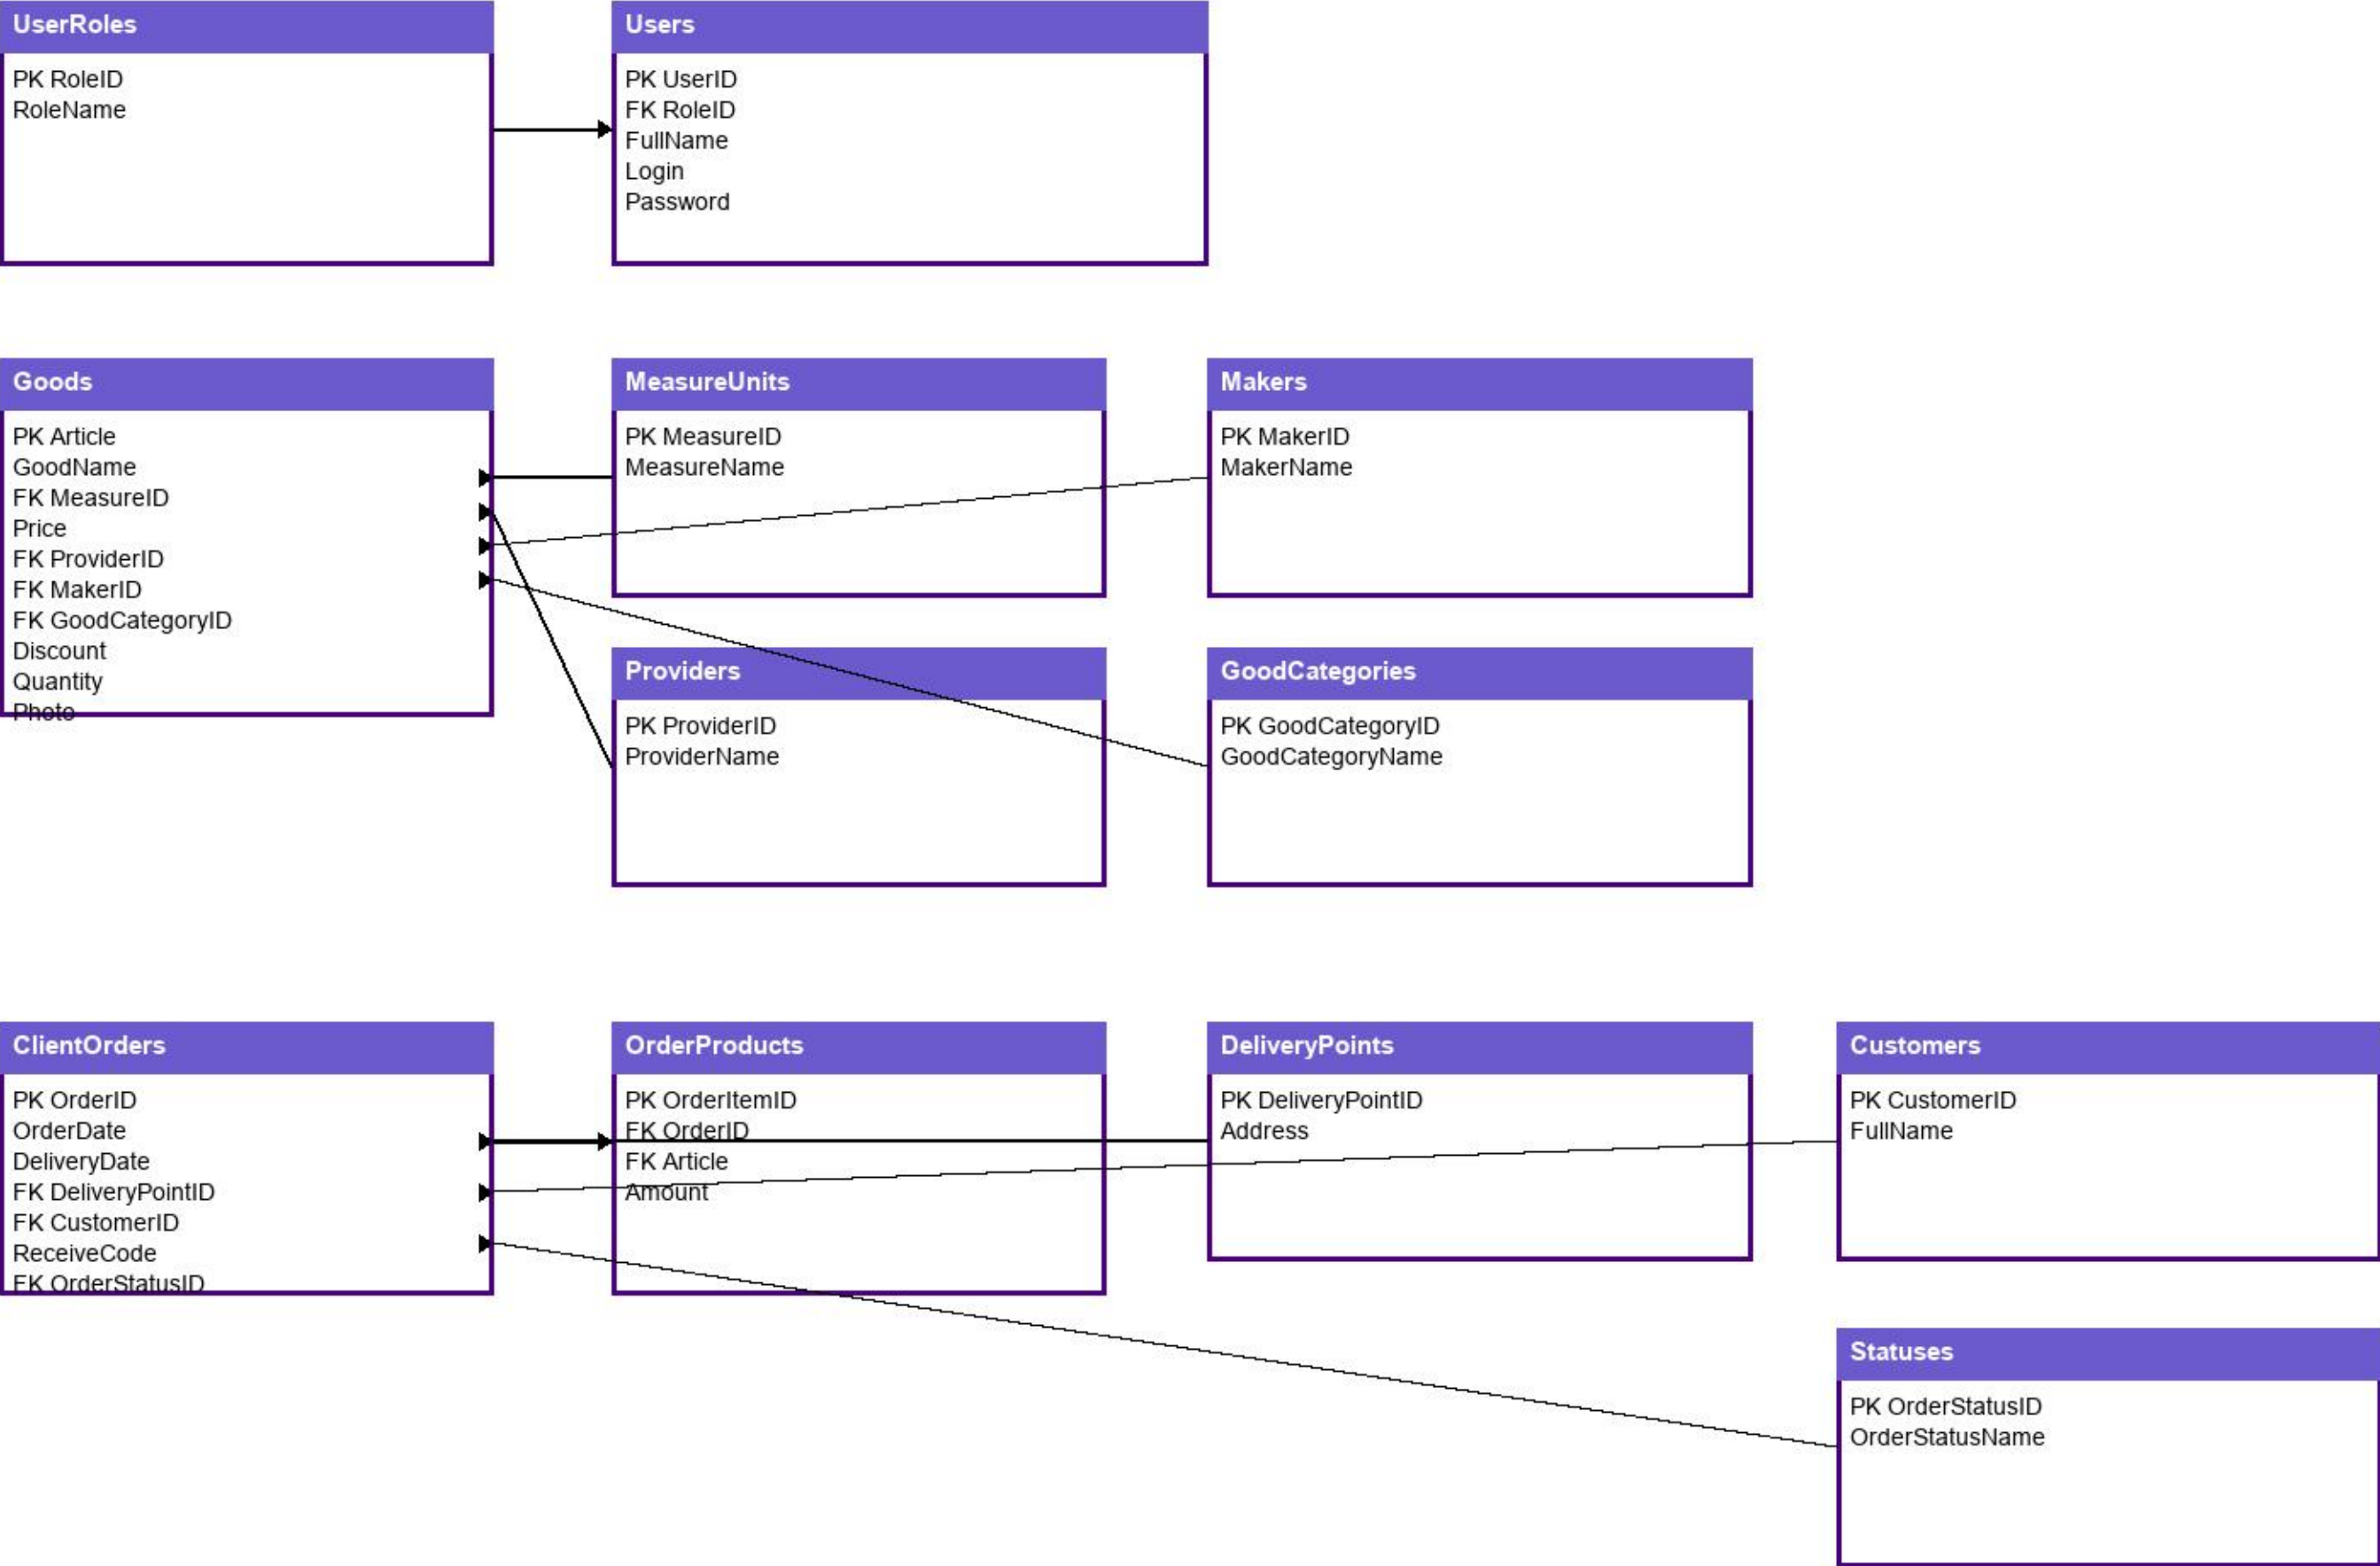 UserRoles
PK RoleID
RoleName
Users
PK UserID
FK RoleID
FullName
Login
Password
Goods
PK Article
GoodName
FK MeasureID
Price
FK ProviderID
FK MakerID
FK GoodCategoryID
Discount
Quantity
Photo
MeasureUnits
PK MeasureID
MeasureName
Makers
PK MakerID
MakerName
Providers
PK ProviderID
ProviderName
GoodCategories
PK GoodCategoryID
GoodCategoryName
ClientOrders
PK OrderID
OrderDate
DeliveryDate
FK DeliveryPointID
FK CustomerID
ReceiveCode
FK OrderStatusID
OrderProducts
PK OrderItemID
FK OrderID
FK Article
Amount
DeliveryPoints
PK DeliveryPointID
Address
Customers
PK CustomerID
FullName
Statuses
PK OrderStatusID
OrderStatusName